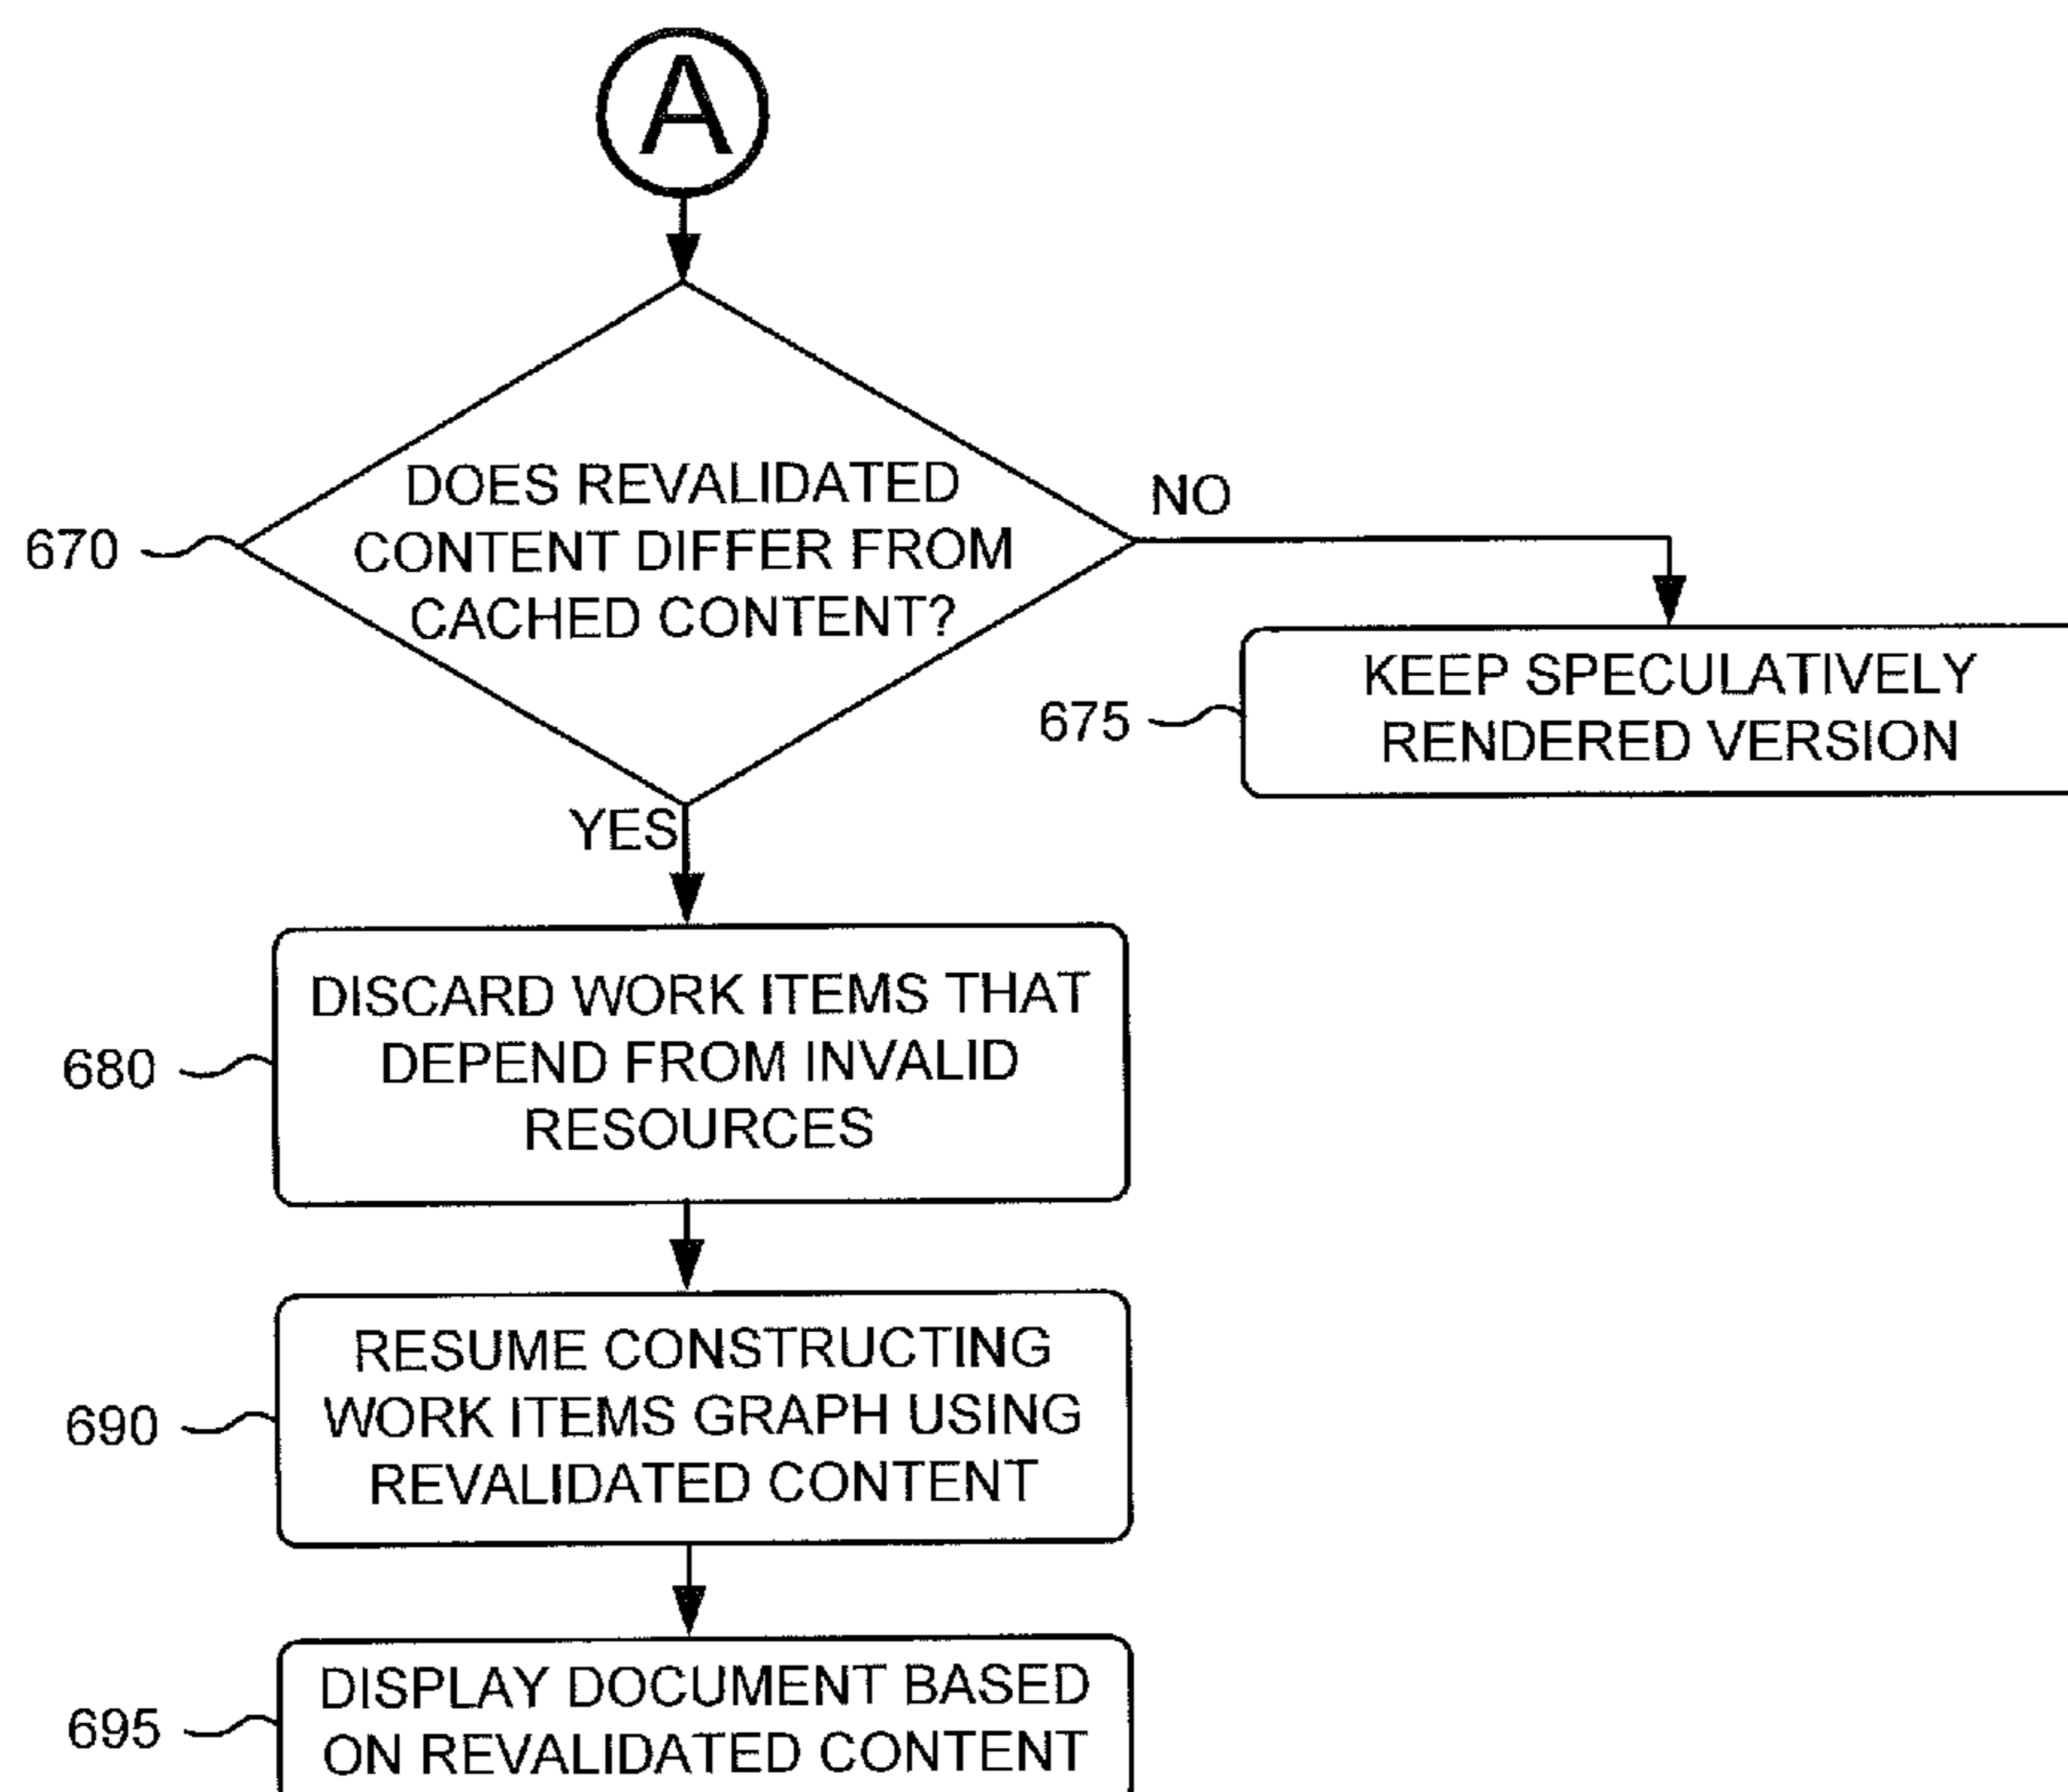 A
DOES REVALIDATED
CONTENT DIFFER FROM
CACHED CONTENT?
670
NO
KEEP SPECULATIVELY
RENDERED VERSION
675
YES
DISCARD WORK ITEMS THAT
DEPEND FROM INVALID
RESOURCES
680
RESUME CONSTRUCTING
WORK ITEMS GRAPH USING
REVALIDATED CONTENT
690
DISPLAY DOCUMENT BASED
ON REVALIDATED CONTENT
695